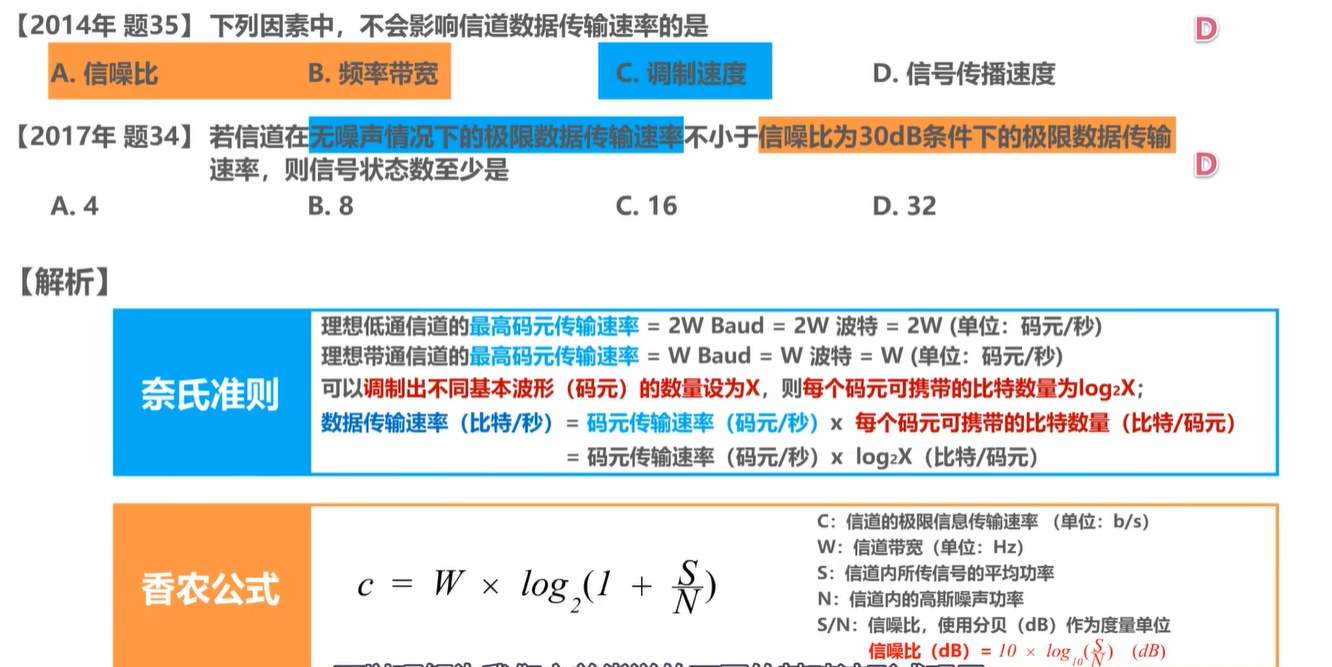 【2014年 题35】下列因素中，不会影响信道数据传输速率的是 D
A. 信噪比 B. 频率带宽 C. 调制速度 D. 信号传播速度
【2017年 题34】若信道在无噪声情况下的极限数据传输速率不小于信噪比为30dB条件下的极限数据传输
速率，则信号状态数至少是 D
A. 4 B. 8 C. 16 D. 32
【解析】
奈氏准则
理想低通信道的最高码元传输速率 = 2W Baud = 2W 波特 = 2W (单位：码元/秒)
理想带通信道的最高码元传输速率 = W Baud = W 波特 = W (单位：码元/秒)
可以调制出不同基本波形（码元）的数量设为X，则每个码元可携带的比特数量为log₂X；
数据传输速率（比特/秒）= 码元传输速率（码元/秒）x 每个码元可携带的比特数量（比特/码元）
= 码元传输速率（码元/秒）x log₂X（比特/码元）
香农公式
c = W × log₂(1 + S/N)
C：信道的极限信息传输速率 （单位：b/s）
W：信道带宽（单位：Hz）
S：信道内所传信号的平均功率
N：信道内的高斯噪声功率
S/N：信噪比，使用分贝（dB）作为度量单位
信噪比（dB）= 10 × log₁₀(S/N) (dB)